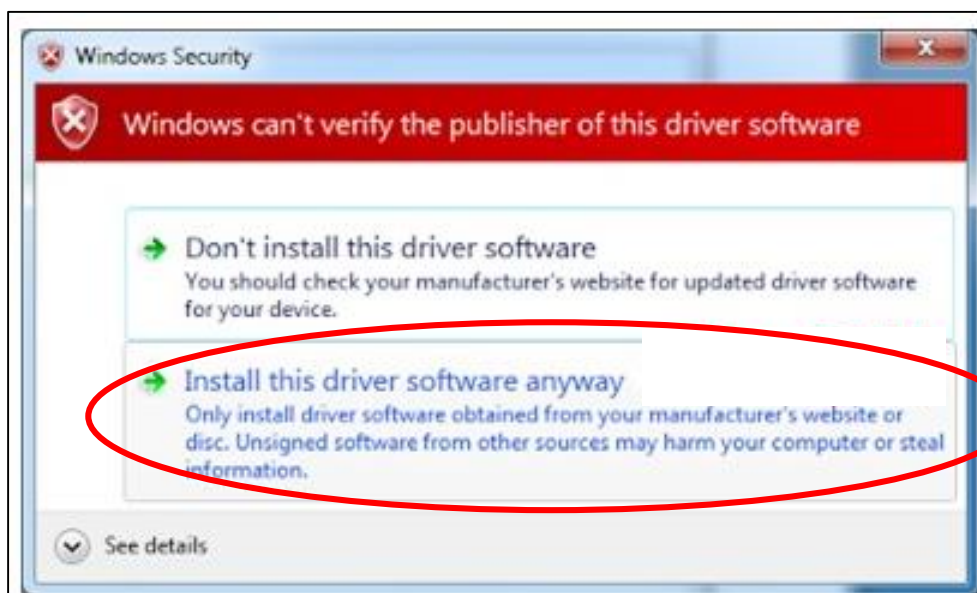 Windows Security
Windows can't verify the publisher of this driver software
Don't install this driver software
You should check your manufacturer's website for updated driver software
for your device.
Install this driver software anyway
Only install driver software obtained from your manufacturer's website or
disc. Unsigned software from other sources may harm your computer or steal
information.
See details